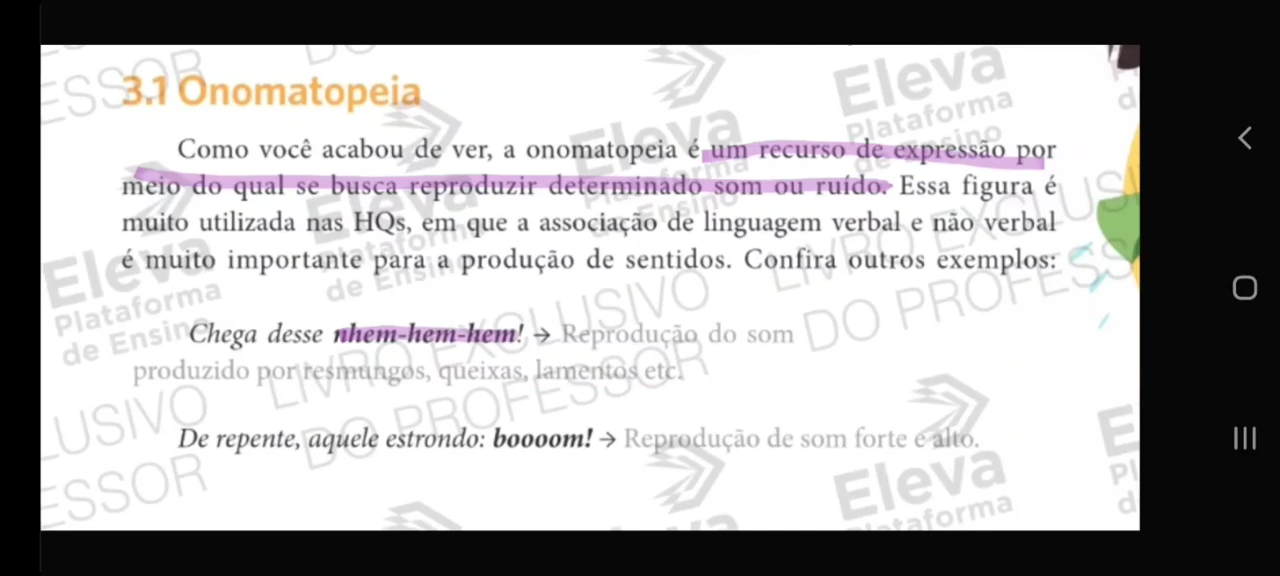 3.1 Onomatopeia
Como você acabou de ver, a onomatopeia é um recurso de expressão por
meio do qual se busca reproduzir determinado som ou ruído. Essa figura é
muito utilizada nas HQs, em que a associação de linguagem verbal e não verbal
é muito importante para a produção de sentidos. Confira outros exemplos:
Chega desse nhem-hem-hem! → Reprodução do som
produzido por resmungos, queixas, lamentos etc.
De repente, aquele estrondo: boooom! → Reprodução de som forte e alto.
Eleva
Plataforma
de Ensino
LIVRO EXCLUSIVO
DO PROFESSOR